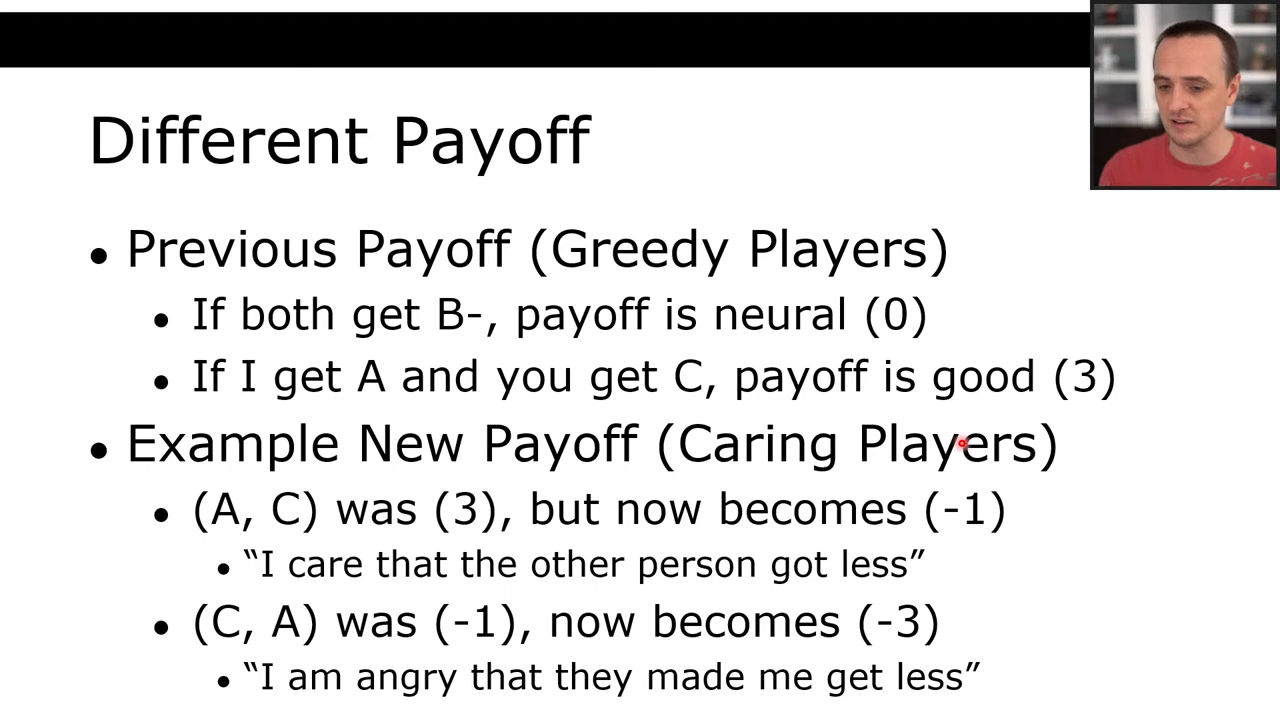 Different Payoff
• Previous Payoff (Greedy Players)
• If both get B-, payoff is neural (0)
• If I get A and you get C, payoff is good (3)
• Example New Payoff (Caring Players)
• (A, C) was (3), but now becomes (-1)
• “I care that the other person got less”
• (C, A) was (-1), now becomes (-3)
• “I am angry that they made me get less”